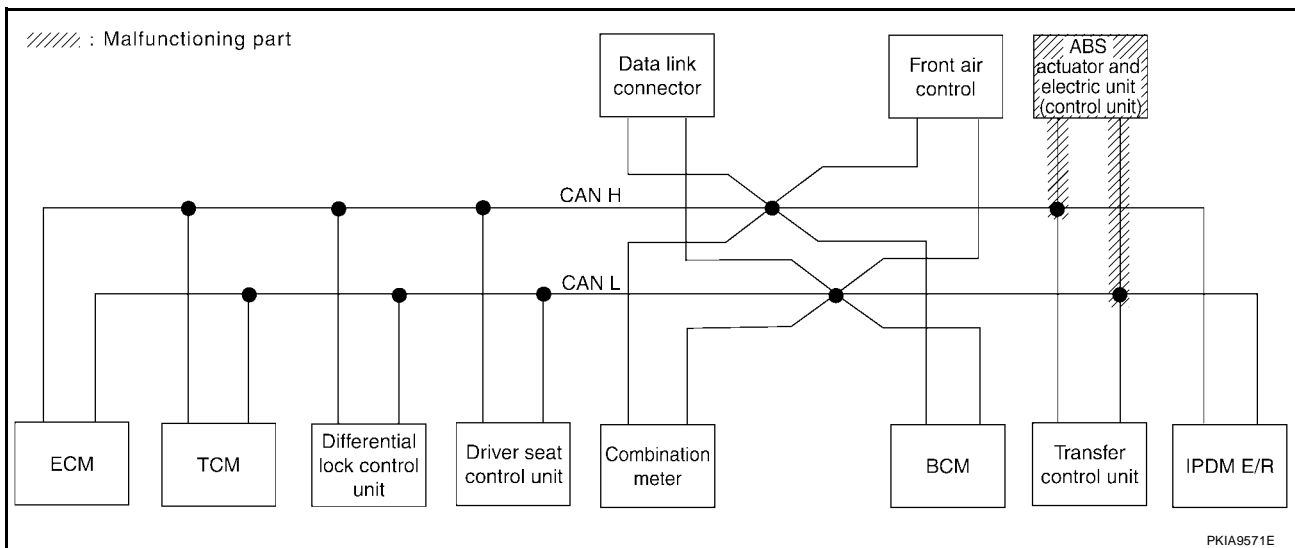 : Malfunctioning part
Data link
connector
Front air
control
ABS
actuator and
electric unit
(control unit)
CAN H
CAN L
ECM
TCM
Differential
lock control
unit
Driver seat
control unit
Combination
meter
BCM
Transfer
control unit
IPDM E/R
PKIA9571E